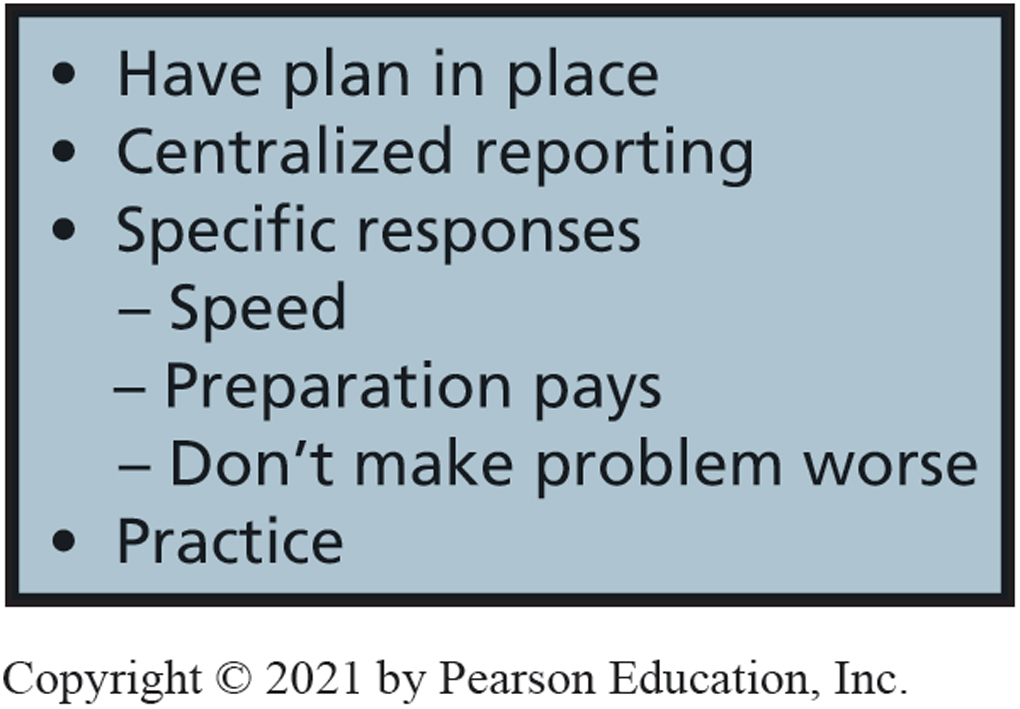 • Have plan in place
• Centralized reporting
• Specific responses
– Speed
– Preparation pays
– Don’t make problem worse
• Practice
Copyright © 2021 by Pearson Education, Inc.